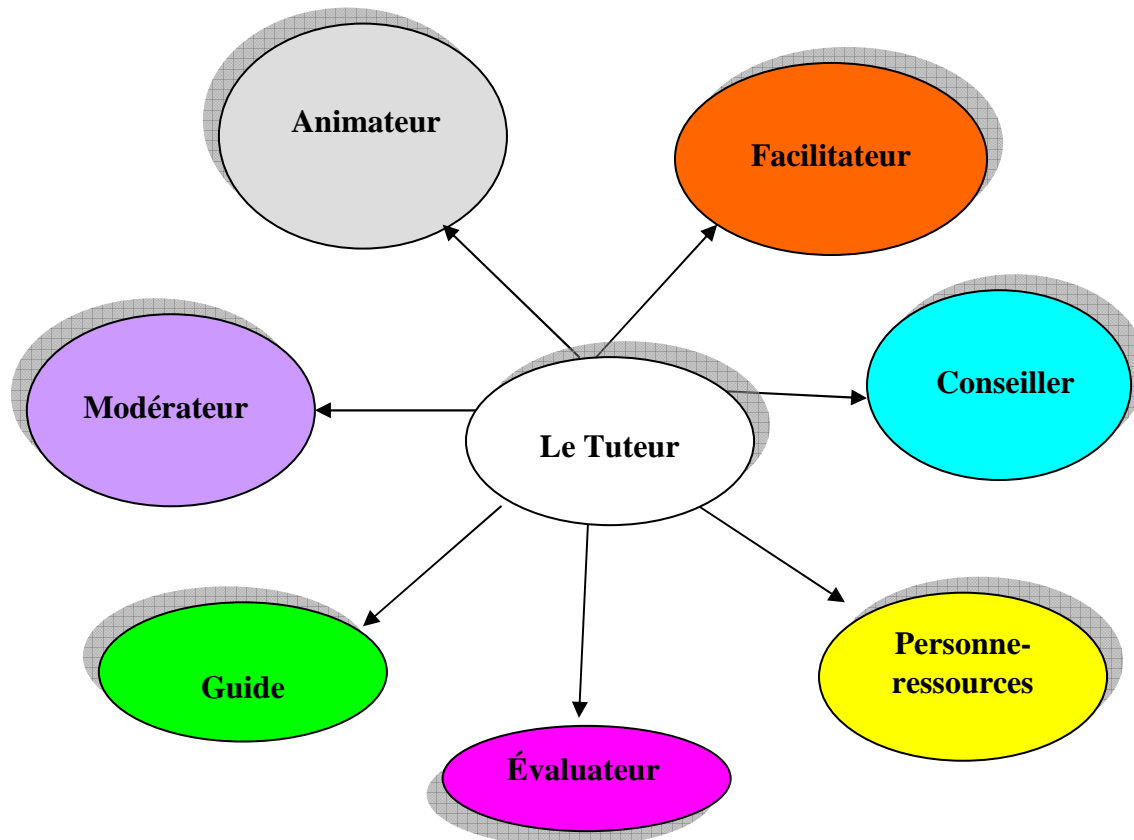 Animateur
Facilitateur
Conseiller
Modérateur
Le Tuteur
Personne-
ressources
Guide
Évaluateur